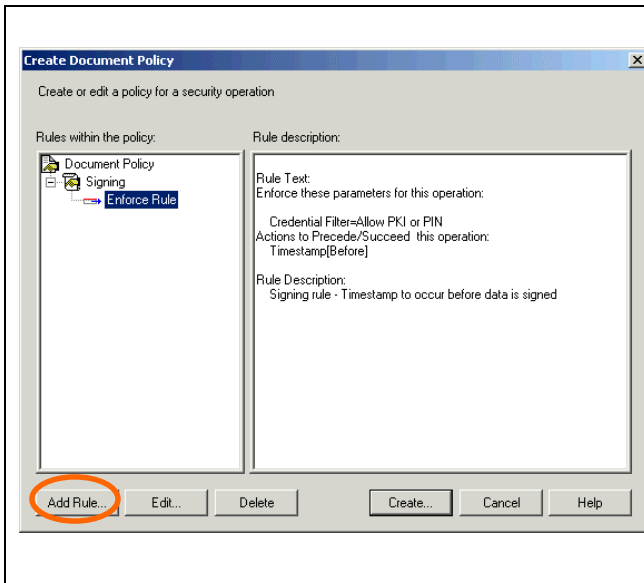 Create Document Policy
Create or edit a policy for a security operation
Rules within the policy:
Rule description:
Document Policy
Signing
Enforce Rule
Rule Text:
Enforce these parameters for this operation:
Credential Filter=Allow PKI or PIN
Actions to Precede/Succeed this operation:
Timestamp[Before]
Rule Description:
Signing rule - Timestamp to occur before data is signed
Add Rule...
Edit...
Delete
Create...
Cancel
Help